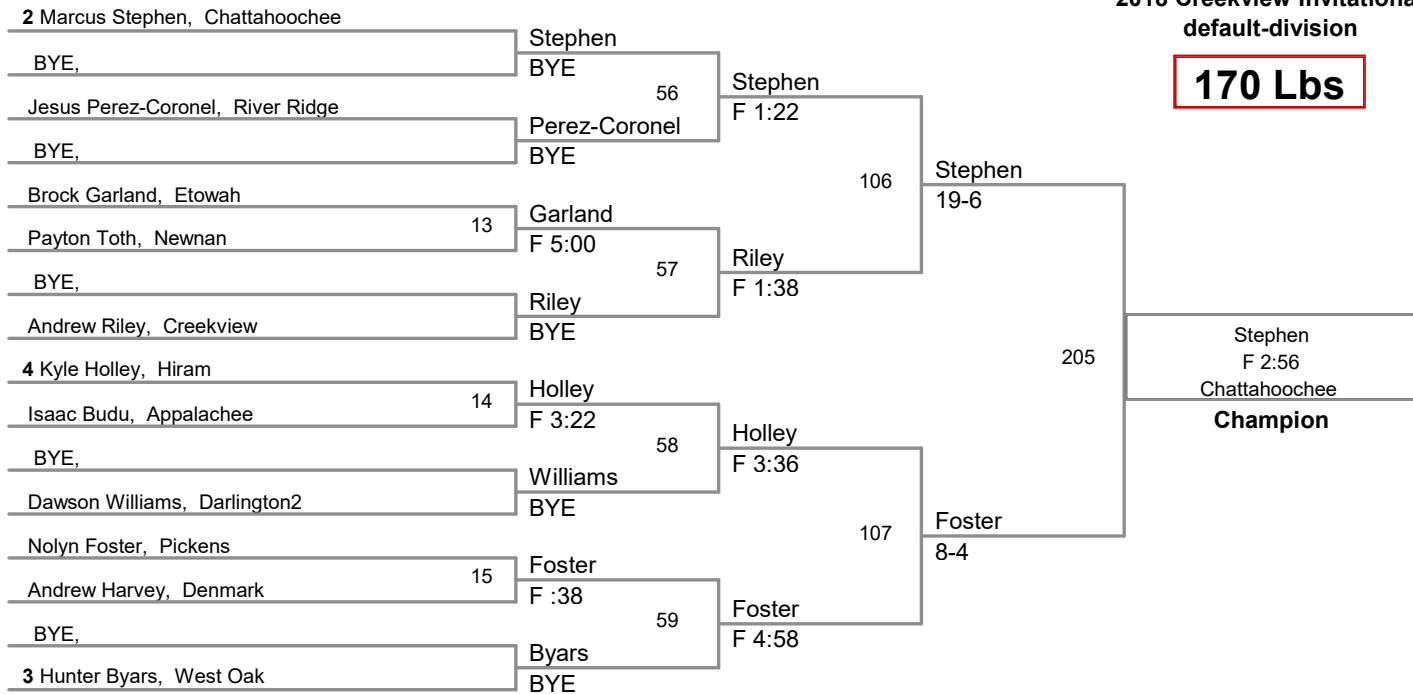 2018 Creekview Invitational
default-division
170 Lbs
2 Marcus Stephen, Chattahoochee
BYE,
Jesus Perez-Coronel, River Ridge
BYE,
Brock Garland, Etowah
Payton Toth, Newnan
BYE,
Andrew Riley, Creekview
4 Kyle Holley, Hiram
Isaac Budu, Appalachee
BYE,
Dawson Williams, Darlington2
Nolyn Foster, Pickens
Andrew Harvey, Denmark
BYE,
3 Hunter Byars, West Oak
13
14
15
Stephen
BYE
Perez-Coronel
BYE
Garland
F 5:00
Riley
BYE
Holley
F 3:22
Williams
BYE
Foster
F :38
Byars
BYE
56
57
58
59
Stephen
F 1:22
Riley
F 1:38
Holley
F 3:36
Foster
F 4:58
106
107
Stephen
19-6
Foster
8-4
205
Stephen
F 2:56
Chattahoochee
Champion